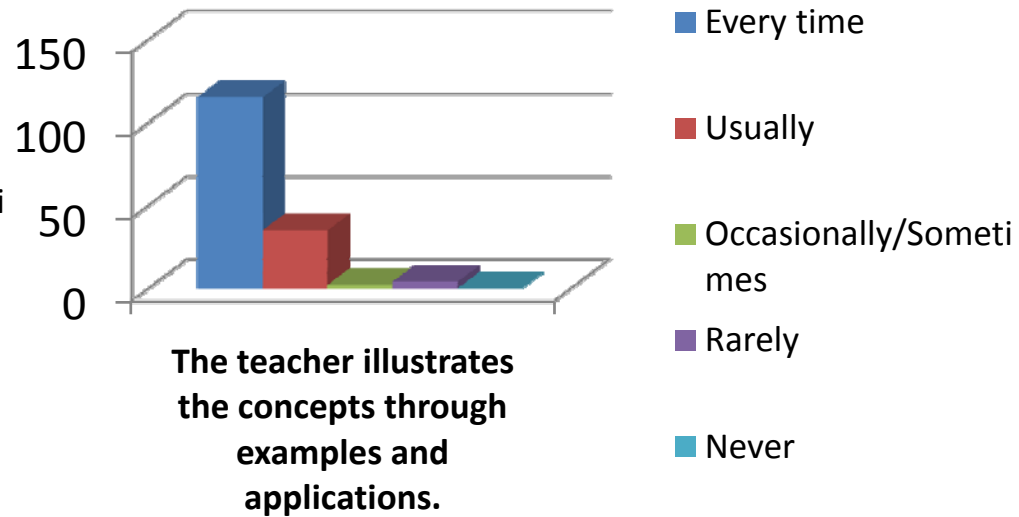 150
100
50
0
i
The teacher illustrates
the concepts through
examples and
applications.
Every time
Usually
Occasionally/Someti
mes
Rarely
Never